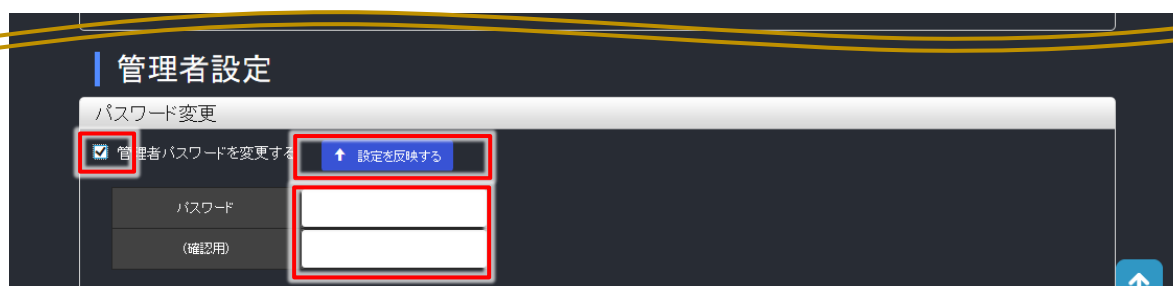 管理者設定
パスワード変更
管理者パスワードを変更する
設定を反映する
パスワード
(確認用)